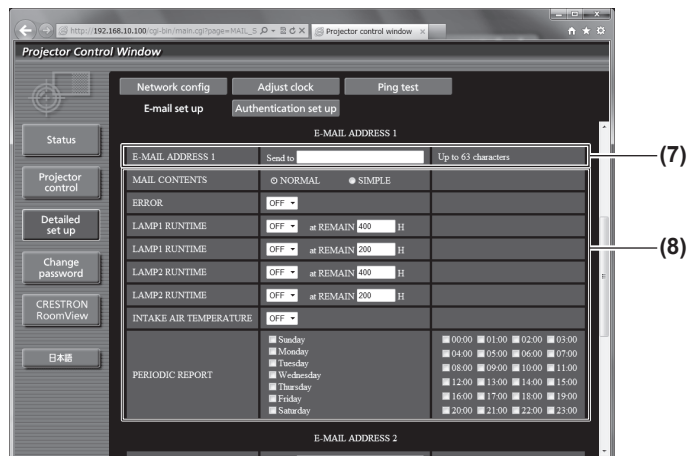 http://192.168.10.100/cgi-bin/main.cgi?page=MAIL_S
Projector control window ×
Projector Control Window
Network config Adjust clock Ping test
E-mail set up Authentication set up
Status
Projector control
Detailed set up
Change password
CRESTRON RoomView
日本語
E-MAIL ADDRESS 1
E-MAIL ADDRESS 1 Send to Up to 63 characters
(7)
MAIL CONTENTS NORMAL SIMPLE
ERROR OFF
LAMP1 RUNTIME OFF at REMAIN 400 H
LAMP1 RUNTIME OFF at REMAIN 200 H
(8)
LAMP2 RUNTIME OFF at REMAIN 400 H
LAMP2 RUNTIME OFF at REMAIN 200 H
INTAKE AIR TEMPERATURE OFF
PERIODIC REPORT
Sunday
Monday
Tuesday
Wednesday
Thursday
Friday
Saturday
00:00 01:00 02:00 03:00
04:00 05:00 06:00 07:00
08:00 09:00 10:00 11:00
12:00 13:00 14:00 15:00
16:00 17:00 18:00 19:00
20:00 21:00 22:00 23:00
E-MAIL ADDRESS 2